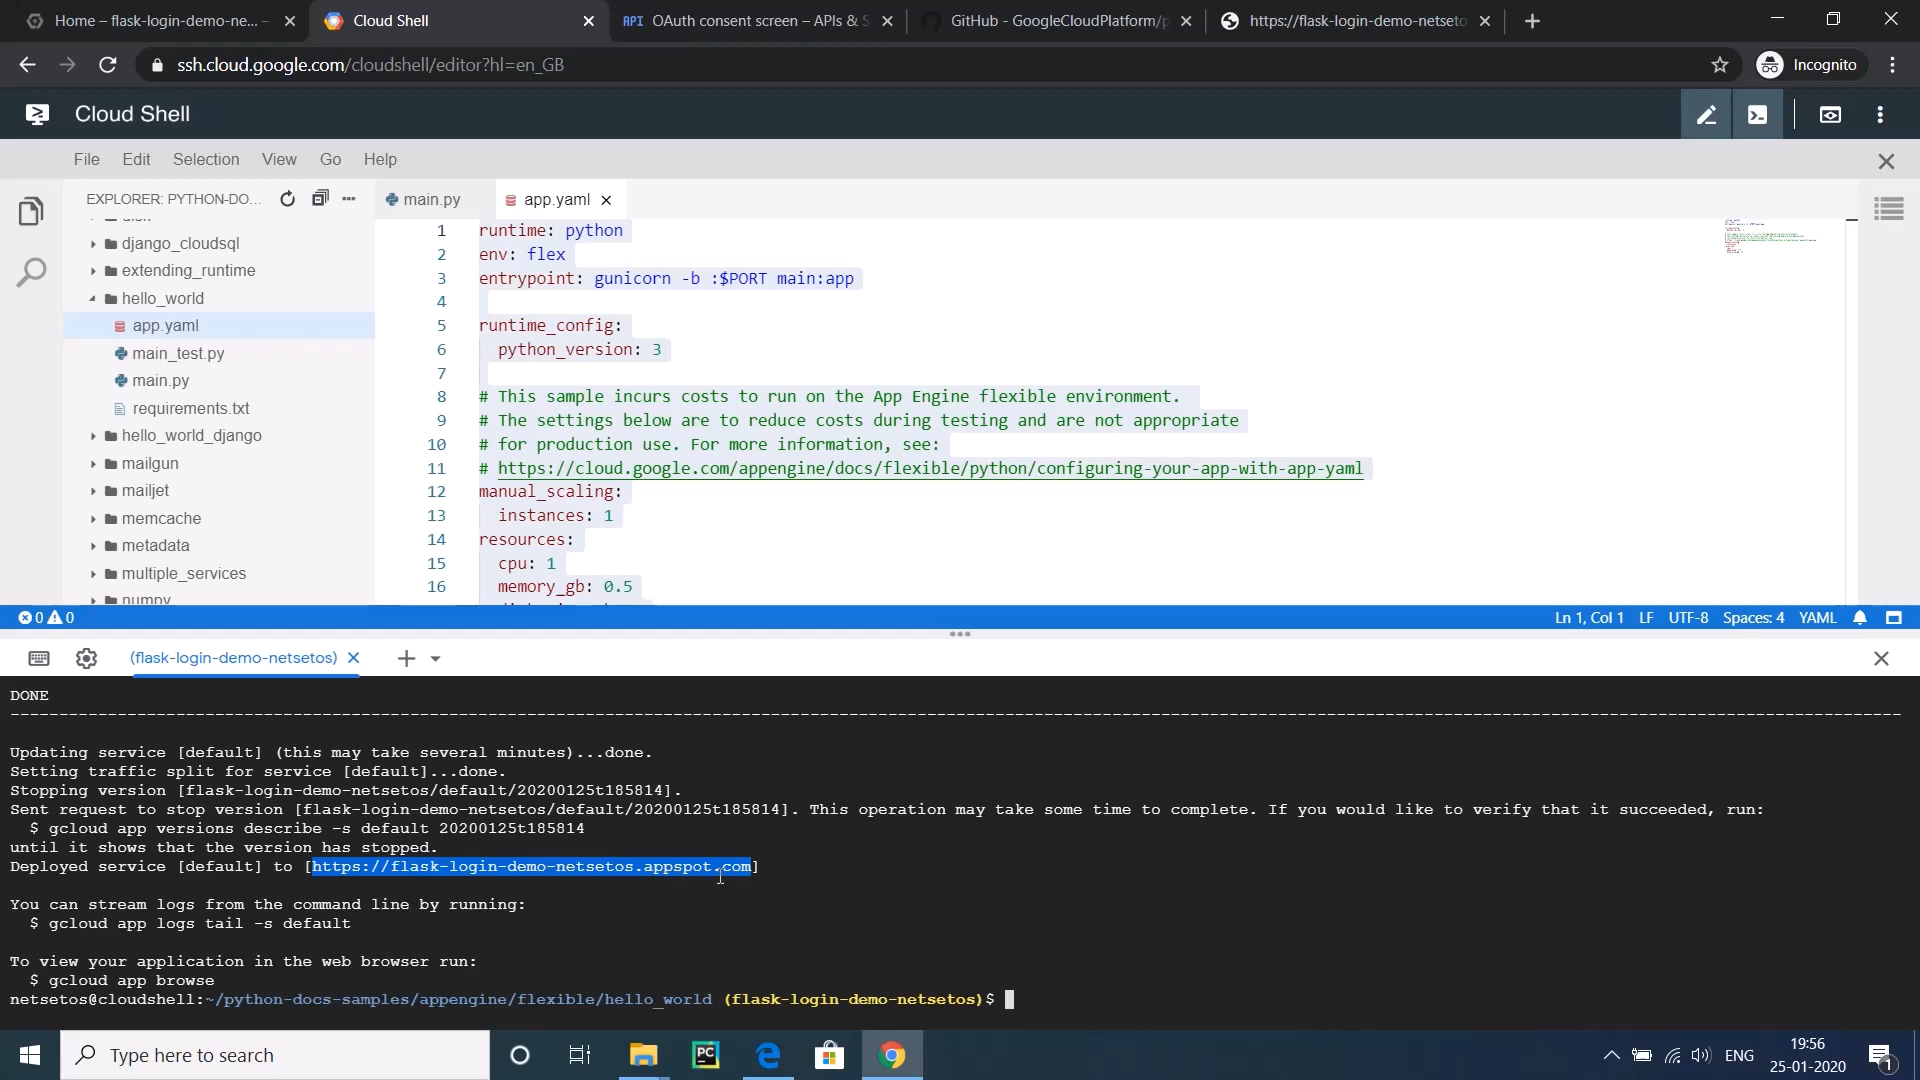 Home – flask-login-demo-ne...
Cloud Shell
API OAuth consent screen – APIs & S
GitHub - GoogleCloudPlatform/p
https://flask-login-demo-netseto
ssh.cloud.google.com/cloudshell/editor?hl=en_GB
Incognito
Cloud Shell
File Edit Selection View Go Help
EXPLORER: PYTHON-DO...
main.py
app.yaml
disk
django_cloudsql
extending_runtime
hello_world
app.yaml
main_test.py
main.py
requirements.txt
hello_world_django
mailgun
mailjet
memcache
metadata
multiple_services
numpy
1 runtime: python
2 env: flex
3 entrypoint: gunicorn -b :$PORT main:app
4
5 runtime_config:
6 python_version: 3
7
8 # This sample incurs costs to run on the App Engine flexible environment.
9 # The settings below are to reduce costs during testing and are not appropriate
10 # for production use. For more information, see:
11 # https://cloud.google.com/appengine/docs/flexible/python/configuring-your-app-with-app-yaml
12 manual_scaling:
13 instances: 1
14 resources:
15 cpu: 1
16 memory_gb: 0.5
0 0
Ln 1, Col 1 LF UTF-8 Spaces: 4 YAML
(flask-login-demo-netsetos)
DONE
Updating service [default] (this may take several minutes)...done.
Setting traffic split for service [default]...done.
Stopping version [flask-login-demo-netsetos/default/20200125t185814].
Sent request to stop version [flask-login-demo-netsetos/default/20200125t185814]. This operation may take some time to complete. If you would like to verify that it succeeded, run:
$ gcloud app versions describe -s default 20200125t185814
until it shows that the version has stopped.
Deployed service [default] to [https://flask-login-demo-netsetos.appspot.com]
You can stream logs from the command line by running:
$ gcloud app logs tail -s default
To view your application in the web browser run:
$ gcloud app browse
netsetos@cloudshell:~/python-docs-samples/appengine/flexible/hello_world (flask-login-demo-netsetos)$
Type here to search
PC
ENG
19:56
25-01-2020
1